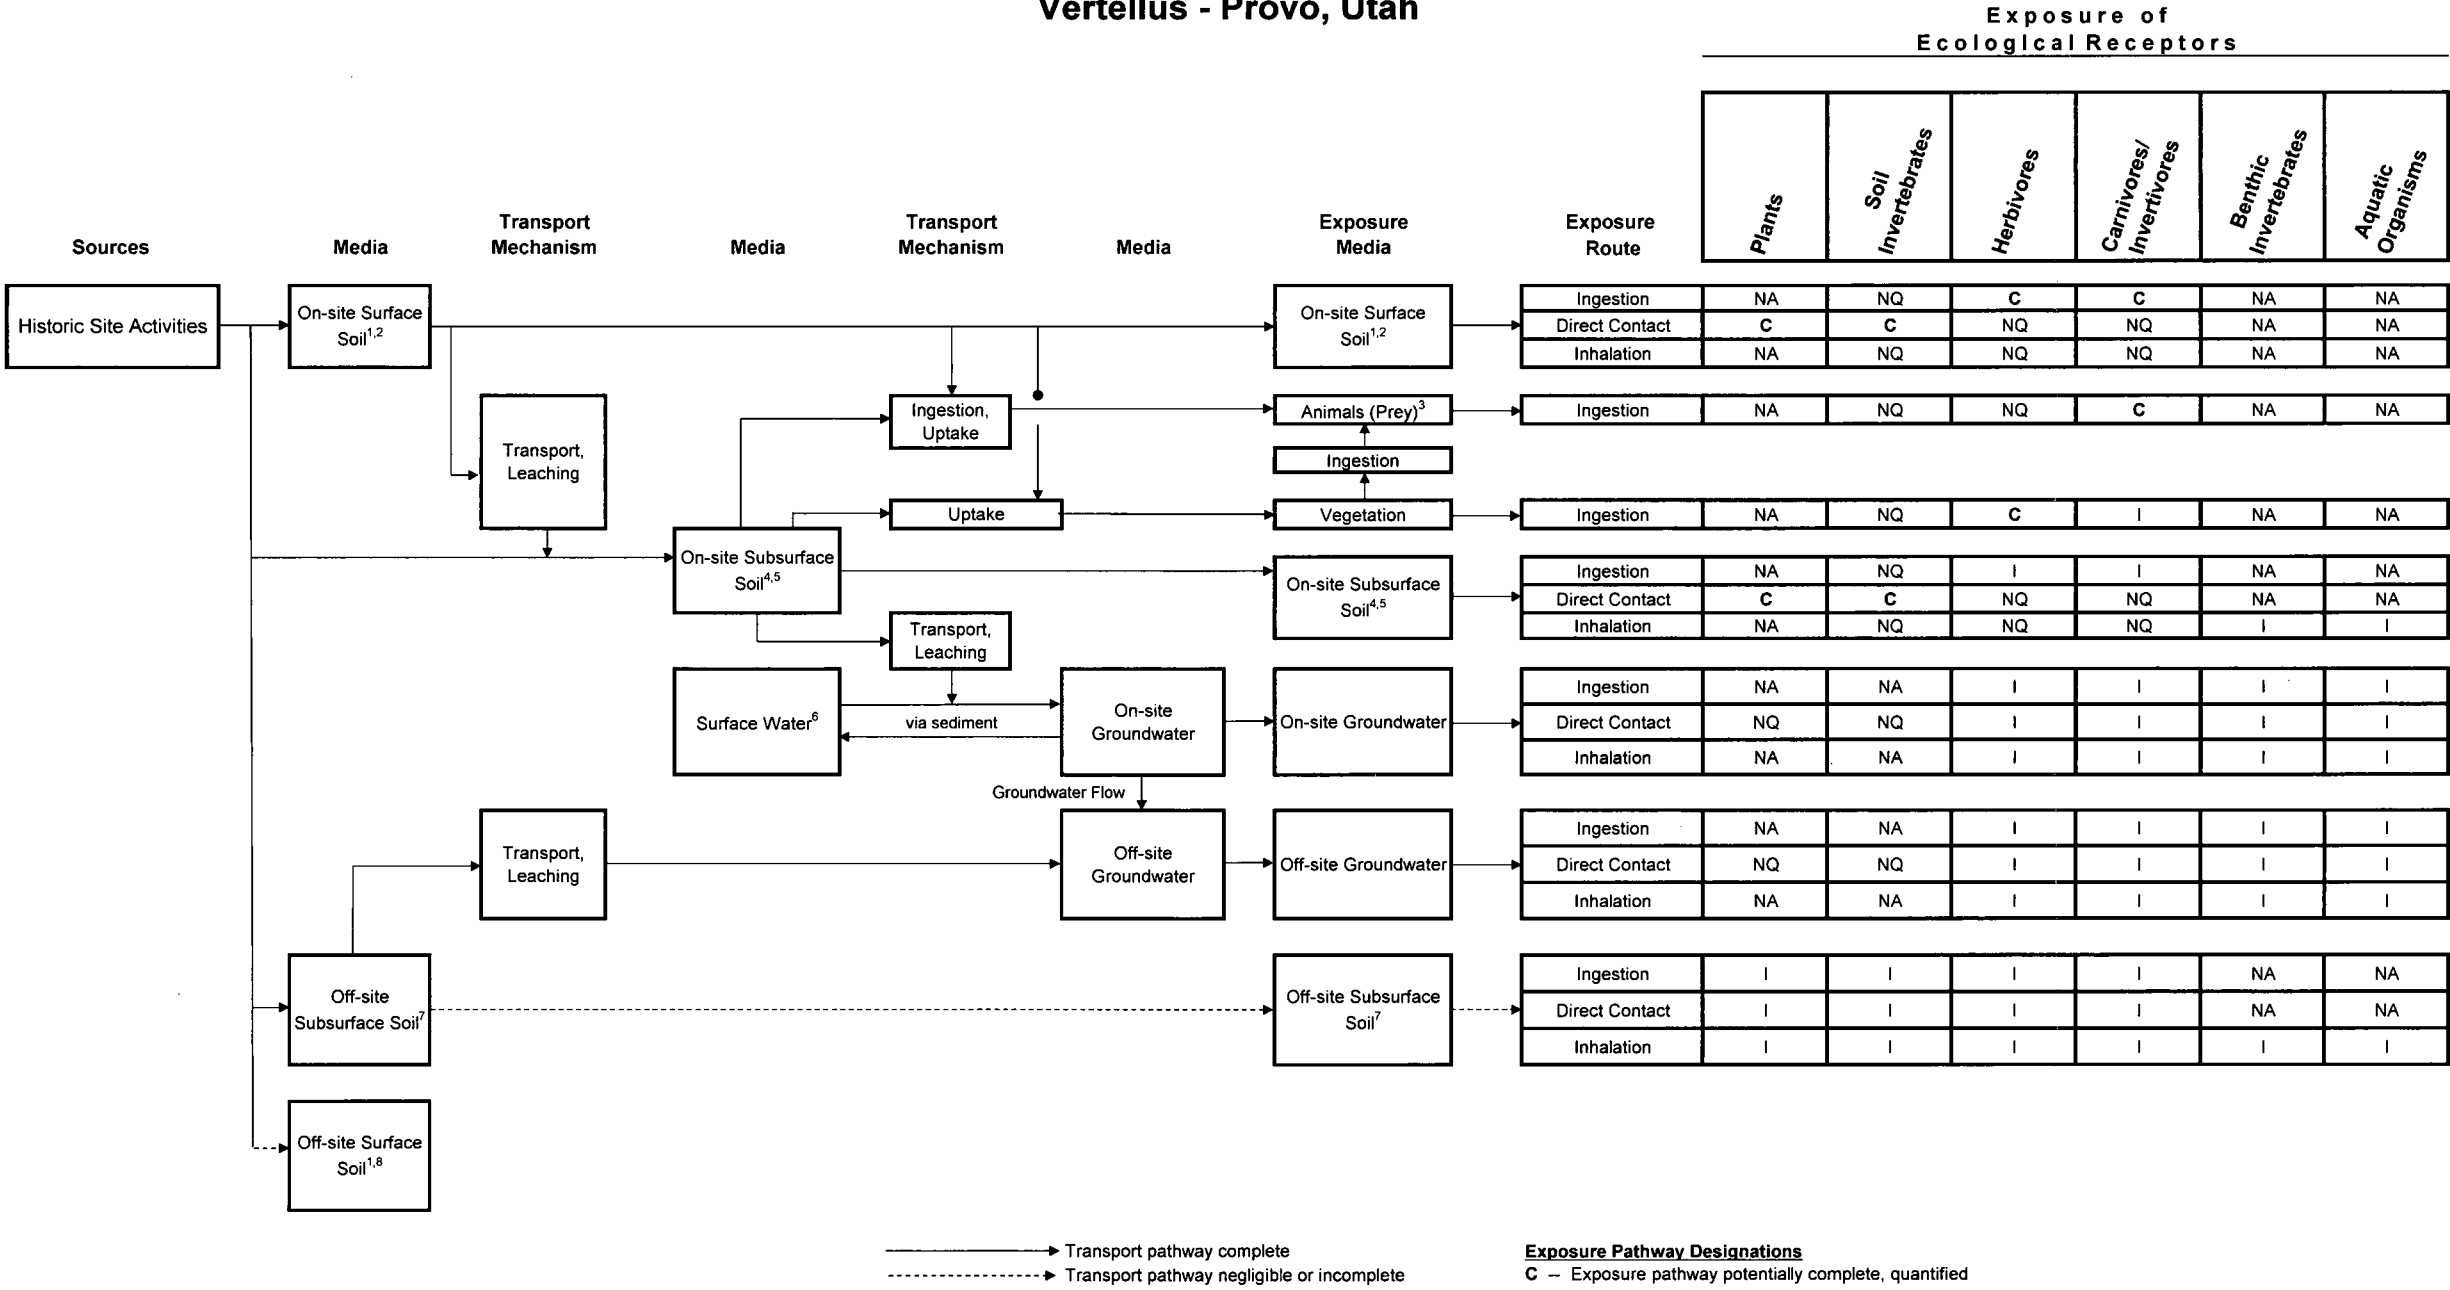 Vertellus - Provo, Utah
Exposure of
Ecological Receptors
Plants
Soil
Invertebrates
Herbivores
Carnivores/
Invertivores
Benthic
Invertebrates
Aquatic
Organisms
Sources
Media
Transport
Mechanism
Media
Transport
Mechanism
Media
Exposure
Media
Exposure
Route
Historic Site Activities
On-site Surface
Soil1,2
On-site Surface
Soil1,2
Ingestion NA NQ C C NA NA
Direct Contact C C NQ NQ NA NA
Inhalation NA NQ NQ NQ NA NA
Transport,
Leaching
Ingestion,
Uptake
Animals (Prey)3
Ingestion NA NQ NQ C NA NA
Ingestion
Uptake
Vegetation
Ingestion NA NQ C I NA NA
On-site Subsurface
Soil4,5
On-site Subsurface
Soil4,5
Ingestion NA NQ I I NA NA
Direct Contact C C NQ NQ NA NA
Inhalation NA NQ NQ NQ I I
Transport,
Leaching
Surface Water6
via sediment
On-site
Groundwater
On-site Groundwater
Ingestion NA NA I I I I
Direct Contact NQ NQ I I I I
Inhalation NA NA I I I I
Groundwater Flow
Transport,
Leaching
Off-site
Groundwater
Off-site Groundwater
Ingestion NA NA I I I I
Direct Contact NQ NQ I I I I
Inhalation NA NA I I I I
Off-site
Subsurface Soil7
Off-site Subsurface
Soil7
Ingestion I I I I NA NA
Direct Contact I I I I NA NA
Inhalation I I I I I I
Off-site Surface
Soil1,8
Transport pathway complete
Transport pathway negligible or incomplete
Exposure Pathway Designations
C – Exposure pathway potentially complete, quantified